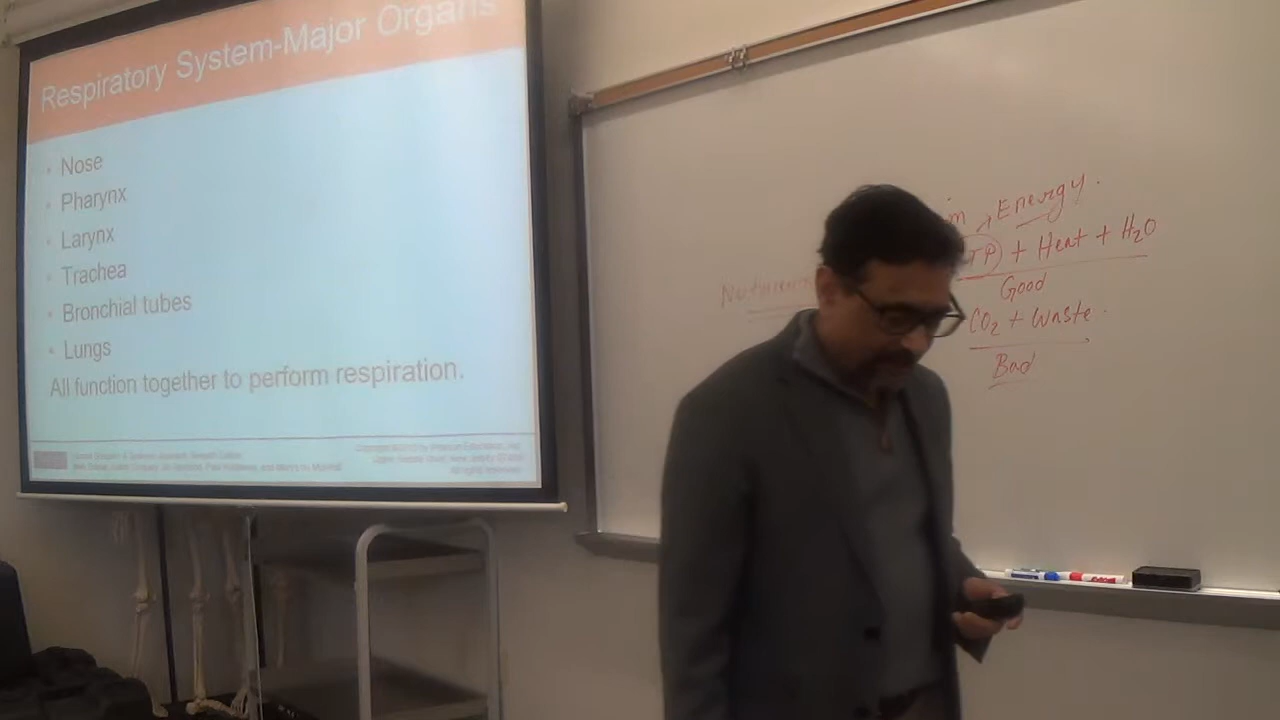 Respiratory System-Major Organs
• Nose
• Pharynx
• Larynx
• Trachea
• Bronchial tubes
• Lungs
All function together to perform respiration.
Energy.
TP + Heat + H2O
Good
CO2 + Waste
Bad